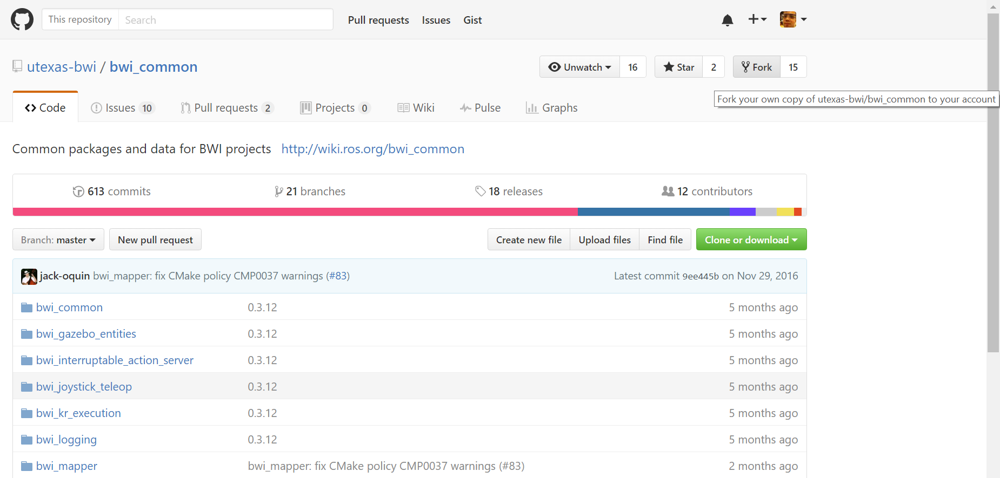 This repository Search Pull requests Issues Gist
utexas-bwi / bwi_common Unwatch 16 Star 2 Fork 15
Fork your own copy of utexas-bwi/bwi_common to your account
Code Issues 10 Pull requests 2 Projects 0 Wiki Pulse Graphs
Common packages and data for BWI projects http://wiki.ros.org/bwi_common
613 commits 21 branches 18 releases 12 contributors
Branch: master New pull request Create new file Upload files Find file Clone or download
jack-oquin bwi_mapper: fix CMake policy CMP0037 warnings (#83) Latest commit 9ee445b on Nov 29, 2016
bwi_common 0.3.12 5 months ago
bwi_gazebo_entities 0.3.12 5 months ago
bwi_interruptable_action_server 0.3.12 5 months ago
bwi_joystick_teleop 0.3.12 5 months ago
bwi_kr_execution 0.3.12 5 months ago
bwi_logging 0.3.12 5 months ago
bwi_mapper bwi_mapper: fix CMake policy CMP0037 warnings (#83) 2 months ago